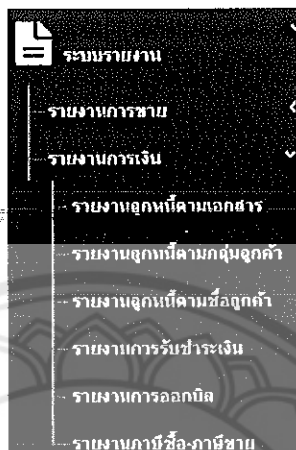 ระบบรายงาน
รายงานการขาย
รายงานการเงิน
รายงานลูกหนี้ตามเอกสาร
รายงานลูกหนี้ตามกลุ่มลูกค้า
รายงานลูกหนี้ตามชื่อลูกค้า
รายงานการรับชำระเงิน
รายงานการออกบิล
รายงานภาษีซื้อ-ภาษีขาย